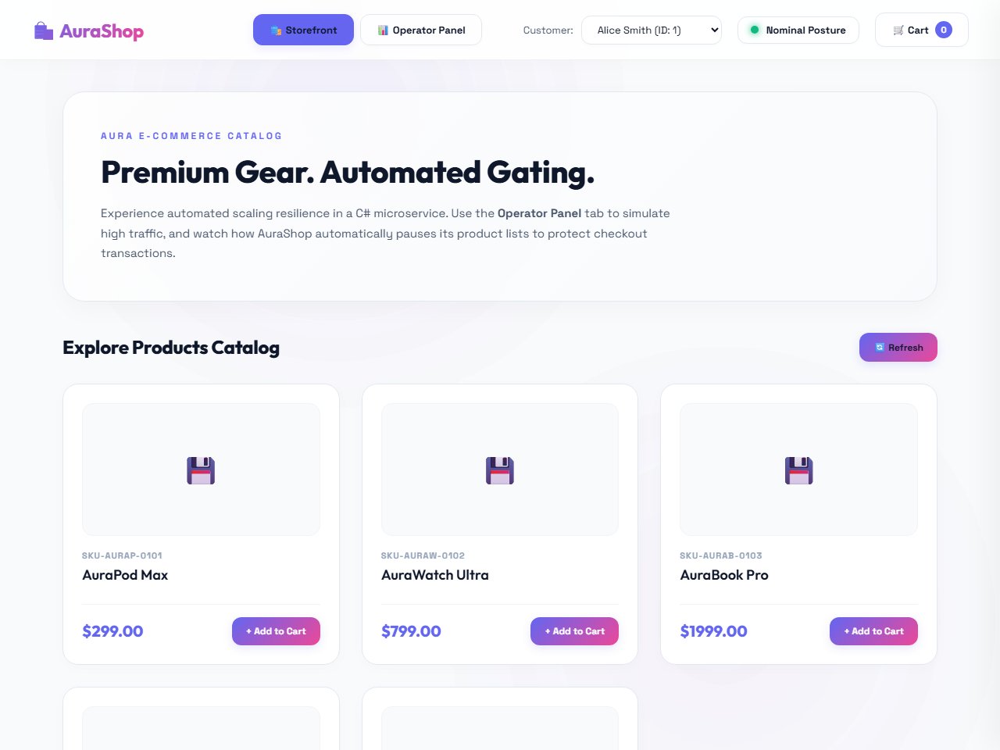 AuraShop
Storefront
Operator Panel
Customer:
Alice Smith (ID: 1)
Nominal Posture
Cart 0
AURA E-COMMERCE CATALOG
Premium Gear. Automated Gating.
Experience automated scaling resilience in a C# microservice. Use the Operator Panel tab to simulate
high traffic, and watch how AuraShop automatically pauses its product lists to protect checkout
transactions.
Explore Products Catalog
Refresh
SKU-AURAP-0101
AuraPod Max
$299.00
+ Add to Cart
SKU-AURAW-0102
AuraWatch Ultra
$799.00
+ Add to Cart
SKU-AURAB-0103
AuraBook Pro
$1999.00
+ Add to Cart